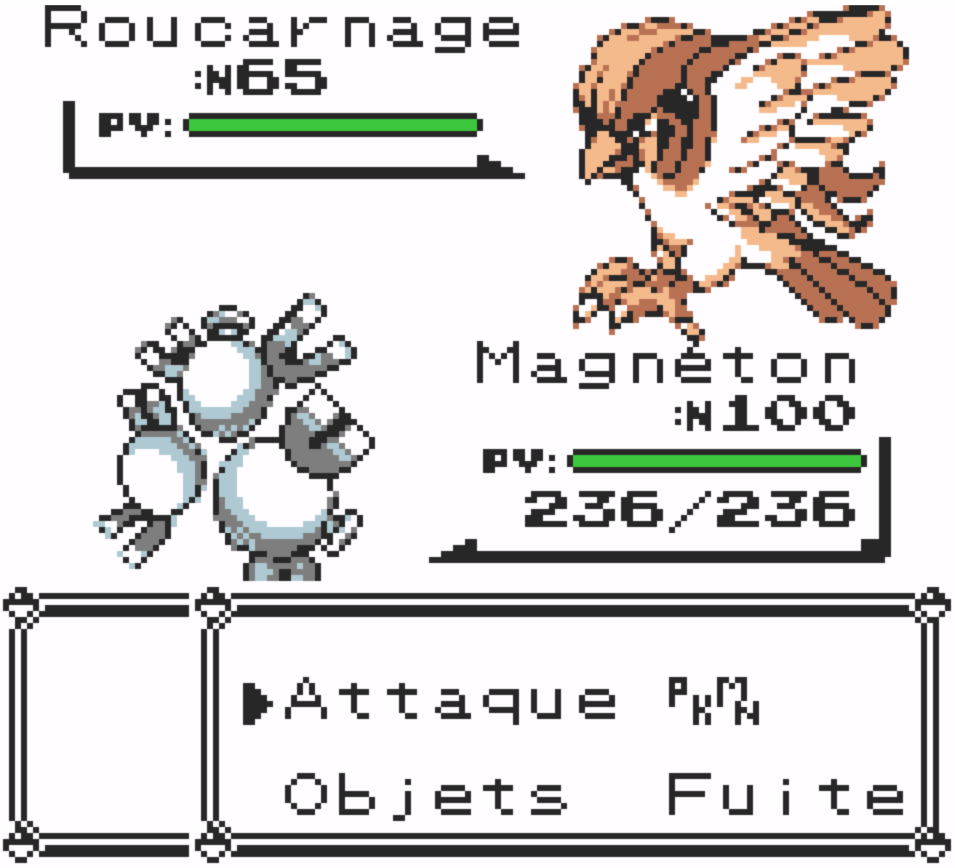 Roucarnage
:N65
PV:
Magnéton
:N100
PV:
236/236
Attaque PKMN
Objets Fuite